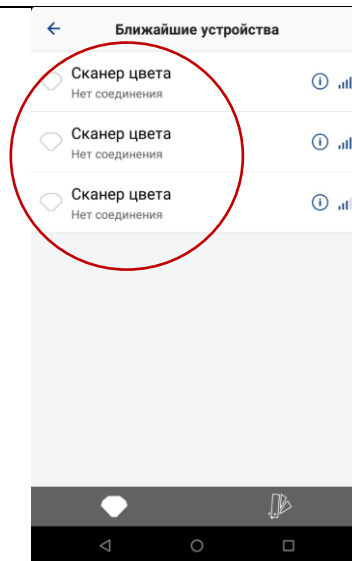 Ближайшие устройства
Сканер цвета
Нет соединения
Сканер цвета
Нет соединения
Сканер цвета
Нет соединения